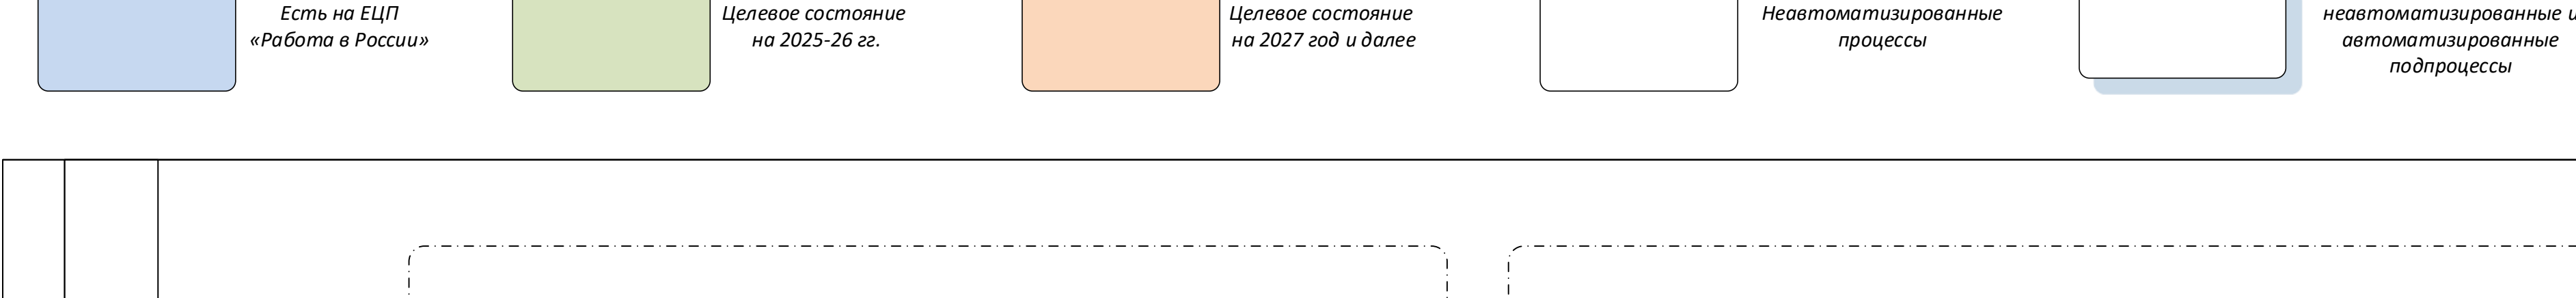 Есть на ЕЦП
«Работа в России»
Целевое состояние
на 2025-26 гг.
Целевое состояние
на 2027 год и далее
Неавтоматизированные
процессы
неавтоматизированные и
автоматизированные
подпроцессы